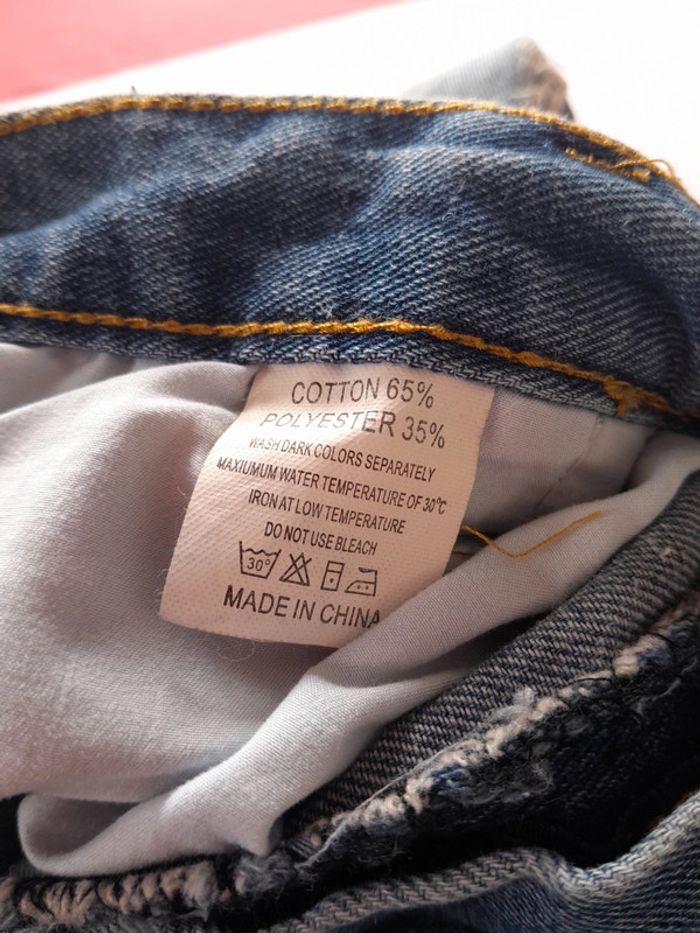 COTTON 65%
POLYESTER 35%
WASH DARK COLORS SEPARATELY
MAXIUMUM WATER TEMPERATURE OF 30℃
IRON AT LOW TEMPERATURE
DO NOT USE BLEACH
30°
MADE IN CHINA